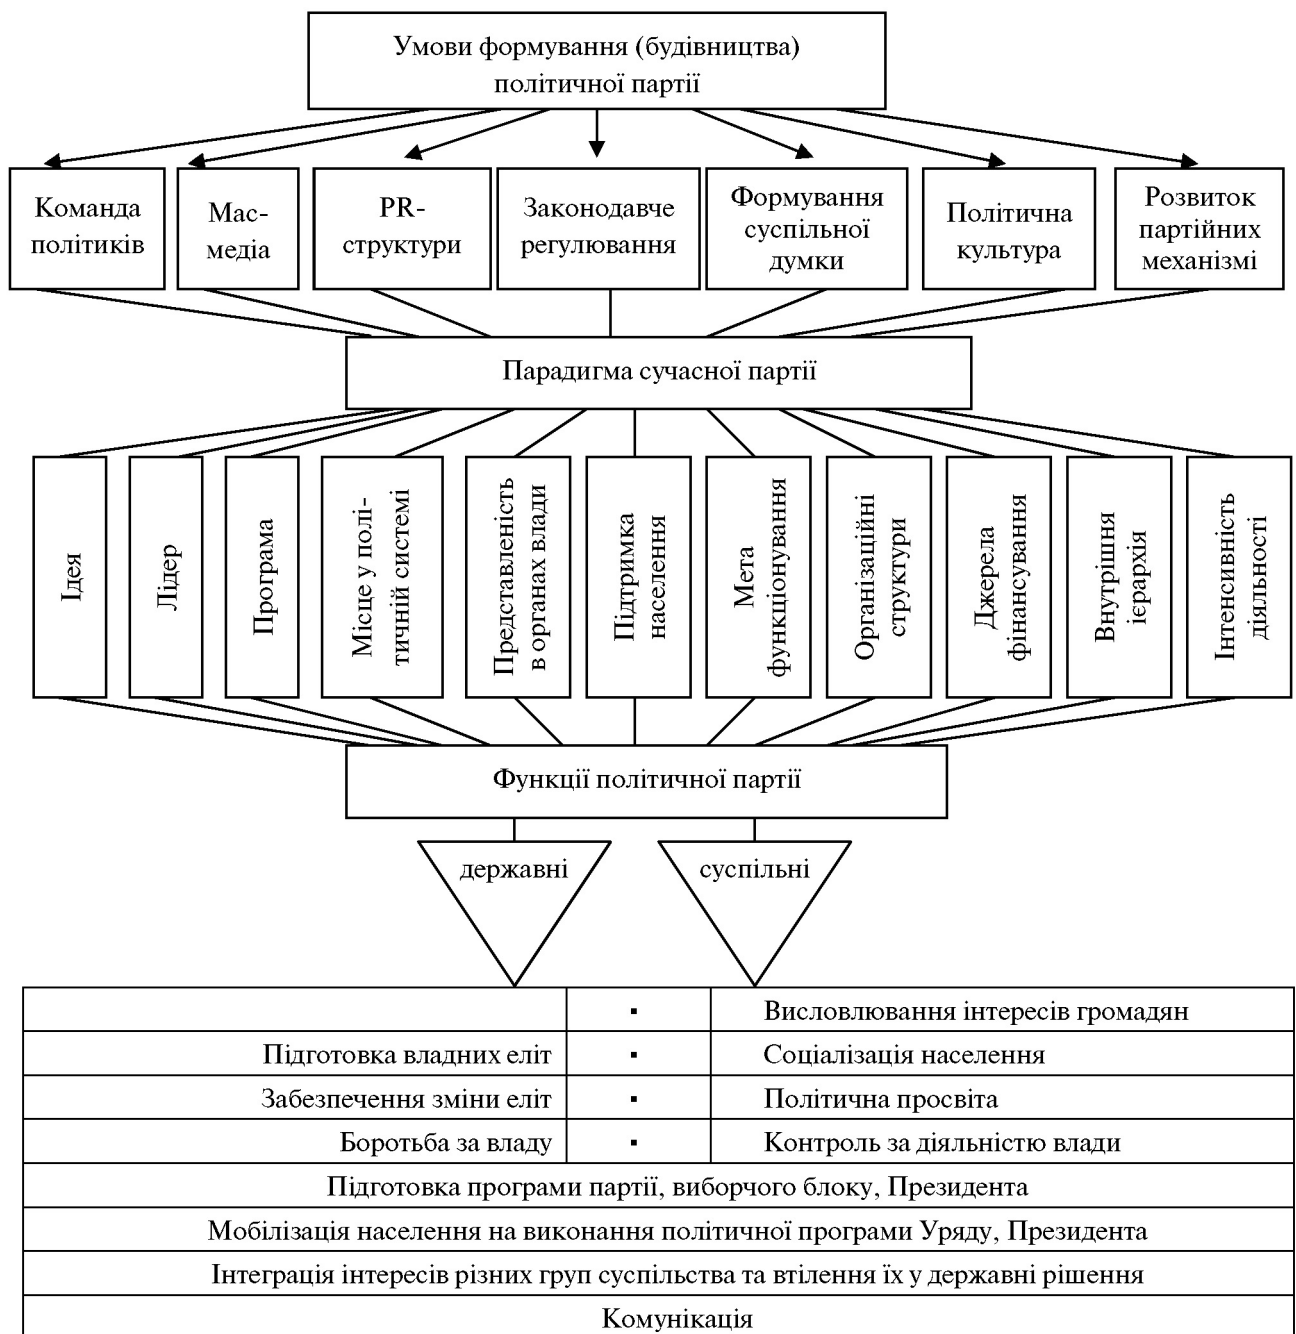 Умови формування (будівництва)
політичної партії
Команда
політиків
Мас-
медіа
PR-
структури
Законодавче
регулювання
Формування
суспільної
думки
Політична
культура
Розвиток
партійних
механізмі
Парадигма сучасної партії
Ідея
Лідер
Програма
Місце у полі-
тичній системі
Представленість
в органах влади
Підтримка
населення
Мета
функціонування
Організаційні
структури
Джерела
фінансування
Внутрішня
ієрархія
Інтенсивність
діяльності
Функції політичної партії
державні
суспільні
▪ Висловлювання інтересів громадян
Підготовка владних еліт ▪ Соціалізація населення
Забезпечення зміни еліт ▪ Політична просвіта
Боротьба за владу ▪ Контроль за діяльністю влади
Підготовка програми партії, виборчого блоку, Президента
Мобілізація населення на виконання політичної програми Уряду, Президента
Інтеграція інтересів різних груп суспільства та втілення їх у державні рішення
Комунікація